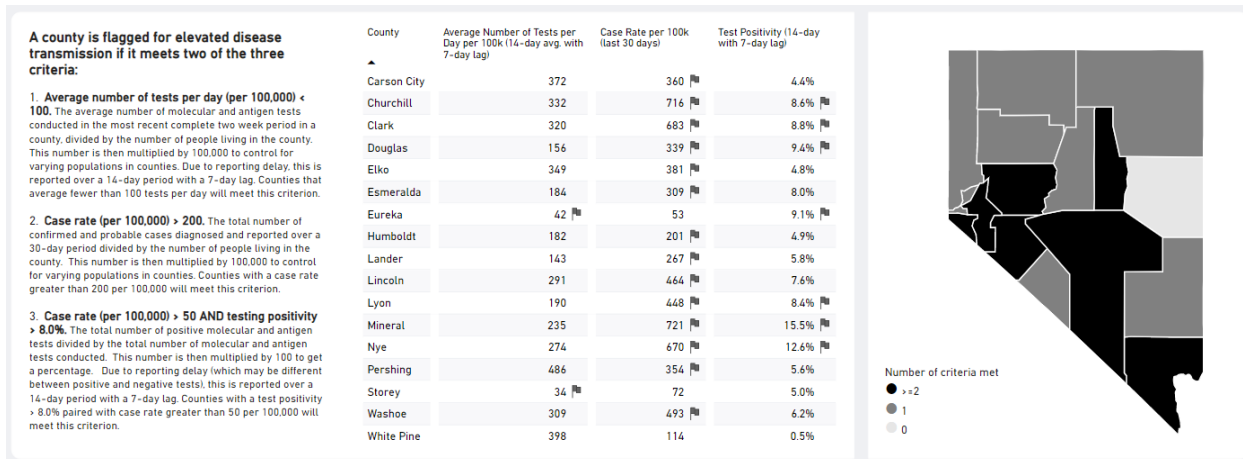 A county is flagged for elevated disease
transmission if it meets two of the three
criteria:
1. Average number of tests per day (per 100,000) <
100. The average number of molecular and antigen tests
conducted in the most recent complete two week period in a
county, divided by the number of people living in the county.
This number is then multiplied by 100,000 to control for
varying populations in counties. Due to reporting delay, this is
reported over a 14-day period with a 7-day lag. Counties that
average fewer than 100 tests per day will meet this criterion.
2. Case rate (per 100,000) > 200. The total number of
confirmed and probable cases diagnosed and reported over a
30-day period divided by the number of people living in the
county. This number is then multiplied by 100,000 to control
for varying populations in counties. Counties with a case rate
greater than 200 per 100,000 will meet this criterion.
3. Case rate (per 100,000) > 50 AND testing positivity
> 8.0%. The total number of positive molecular and antigen
tests divided by the total number of molecular and antigen
tests conducted. This number is then multiplied by 100 to get
a percentage. Due to reporting delay (which may be different
between positive and negative tests), this is reported over a
14-day period with a 7-day lag. Counties with a test positivity
> 8.0% paired with case rate greater than 50 per 100,000 will
meet this criterion.
County Average Number of Tests per Case Rate per 100k Test Positivity (14-day
Day per 100k (14-day avg. with (last 30 days) with 7-day lag)
7-day lag)
Carson City 372 360 4.4%
Churchill 332 716 8.6%
Clark 320 683 8.8%
Douglas 156 339 9.4%
Elko 349 381 4.8%
Esmeralda 184 309 8.0%
Eureka 42 53 9.1%
Humboldt 182 201 4.9%
Lander 143 267 5.8%
Lincoln 291 464 7.6%
Lyon 190 448 8.4%
Mineral 235 721 15.5%
Nye 274 670 12.6%
Pershing 486 354 5.6%
Storey 34 72 5.0%
Washoe 309 493 6.2%
White Pine 398 114 0.5%
Number of criteria met
>=2
1
0